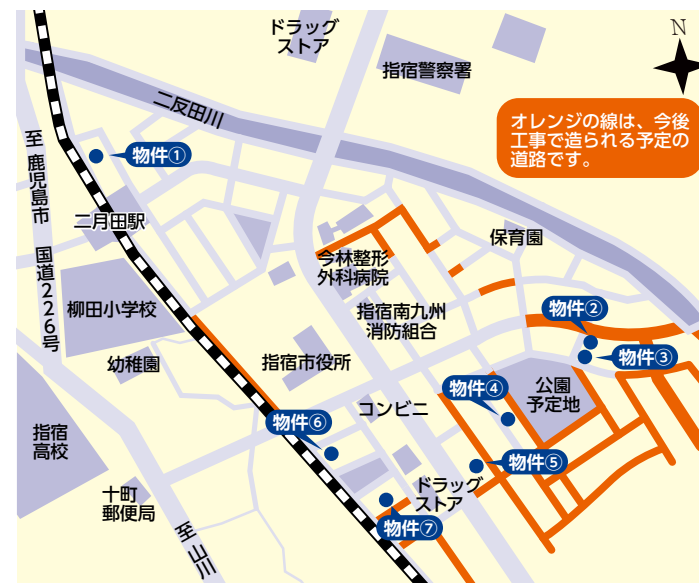 ドラッグ
ストア
指宿警察署
N
オレンジの線は、今後
工事で造られる予定の
道路です。
二反田川
至 鹿児島市 国道226号
物件①
二月田駅
柳田小学校
幼稚園
指宿
高校
十町
郵便局
至山川
今林整形
外科病院
保育園
指宿南九州
消防組合
指宿市役所
物件②
物件③
公園
予定地
物件④
コンビニ
物件⑥
物件⑤
ドラッグ
ストア
物件⑦